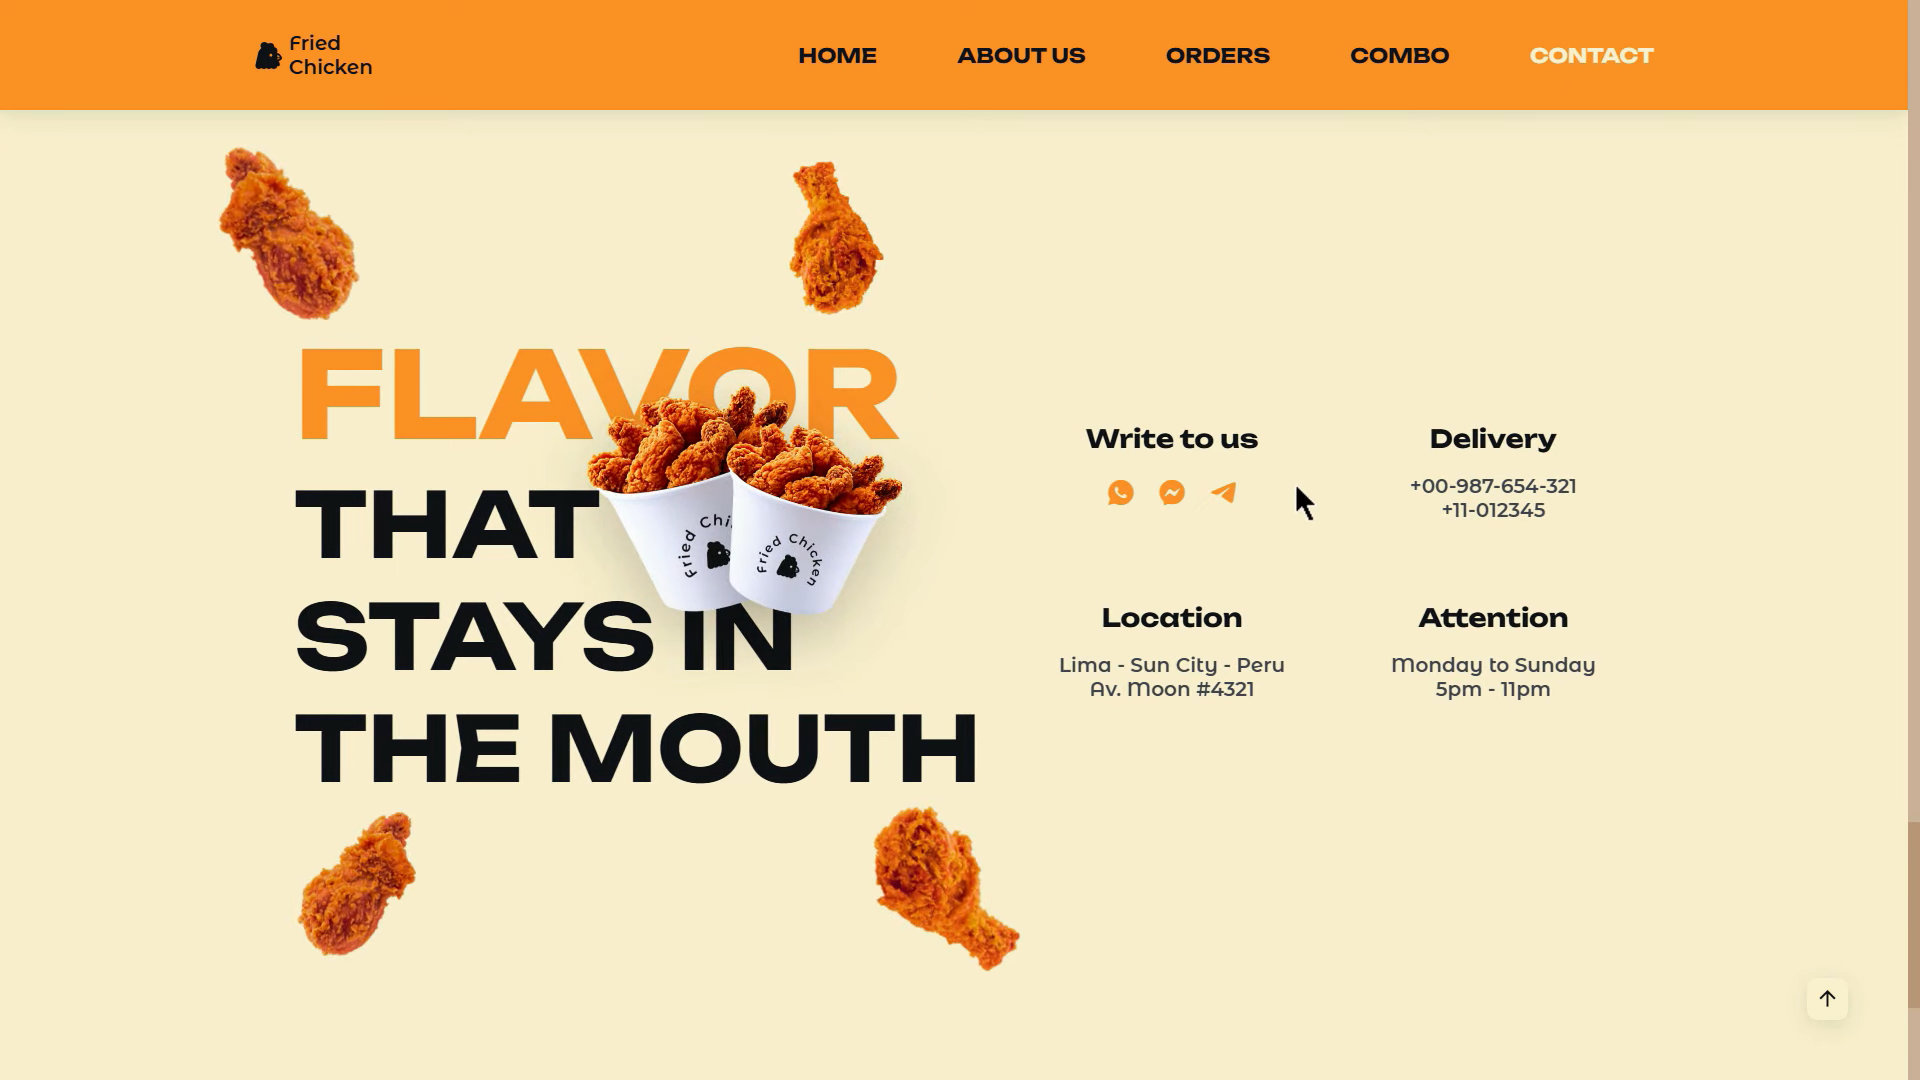 Fried
Chicken
HOME
ABOUT US
ORDERS
COMBO
CONTACT
FLAVOR
THAT
STAYS IN
THE MOUTH
Fried Chi
Fried Chicken
Write to us
Delivery
+00-987-654-321
+11-012345
Location
Lima - Sun City - Peru
Av. Moon #4321
Attention
Monday to Sunday
5pm - 11pm